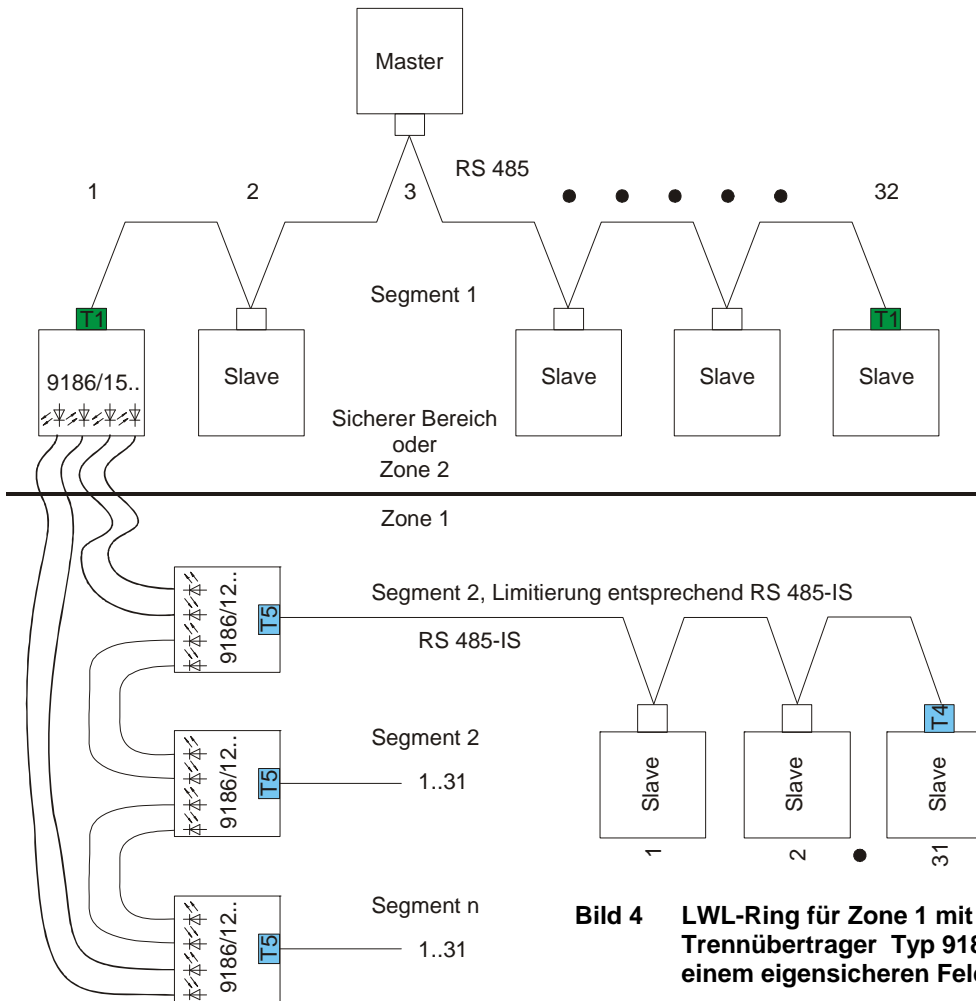 Master
RS 485
1
2
3
32
Segment 1
T1
T1
9186/15..
Slave
Slave
Slave
Slave
Sicherer Bereich
oder
Zone 2
Zone 1
Segment 2, Limitierung entsprechend RS 485-IS
9186/12..
T5
RS 485-IS
Segment 2
9186/12..
T5
1..31
T4
Slave
Slave
Slave
1
2
31
Segment n
9186/12..
T5
1..31
Bild 4 LWL-Ring für Zone 1 mit
Trennübertrager Typ 918
einem eigensicheren